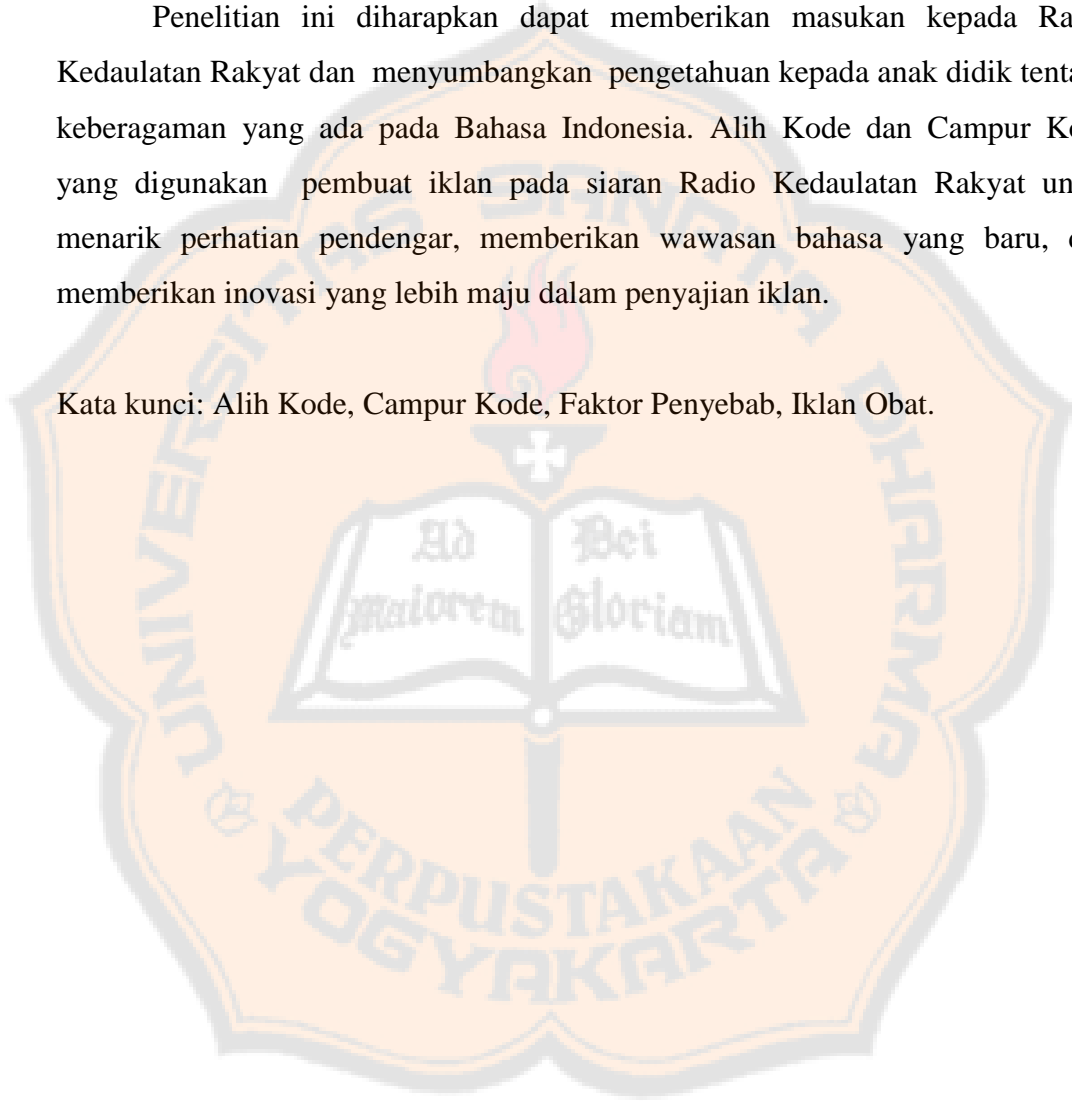 Penelitian ini diharapkan dapat memberikan masukan kepada Ra
Kedaulatan Rakyat dan menyumbangkan pengetahuan kepada anak didik tenta
keberagaman yang ada pada Bahasa Indonesia. Alih Kode dan Campur Ko
yang digunakan pembuat iklan pada siaran Radio Kedaulatan Rakyat un
menarik perhatian pendengar, memberikan wawasan bahasa yang baru, d
memberikan inovasi yang lebih maju dalam penyajian iklan.
Kata kunci: Alih Kode, Campur Kode, Faktor Penyebab, Iklan Obat.
UNIVERSITAS SANATA DHARMA
Ad Dei
Maiorem Gloriam
PERPUSTAKAAN
YOGYAKARTA